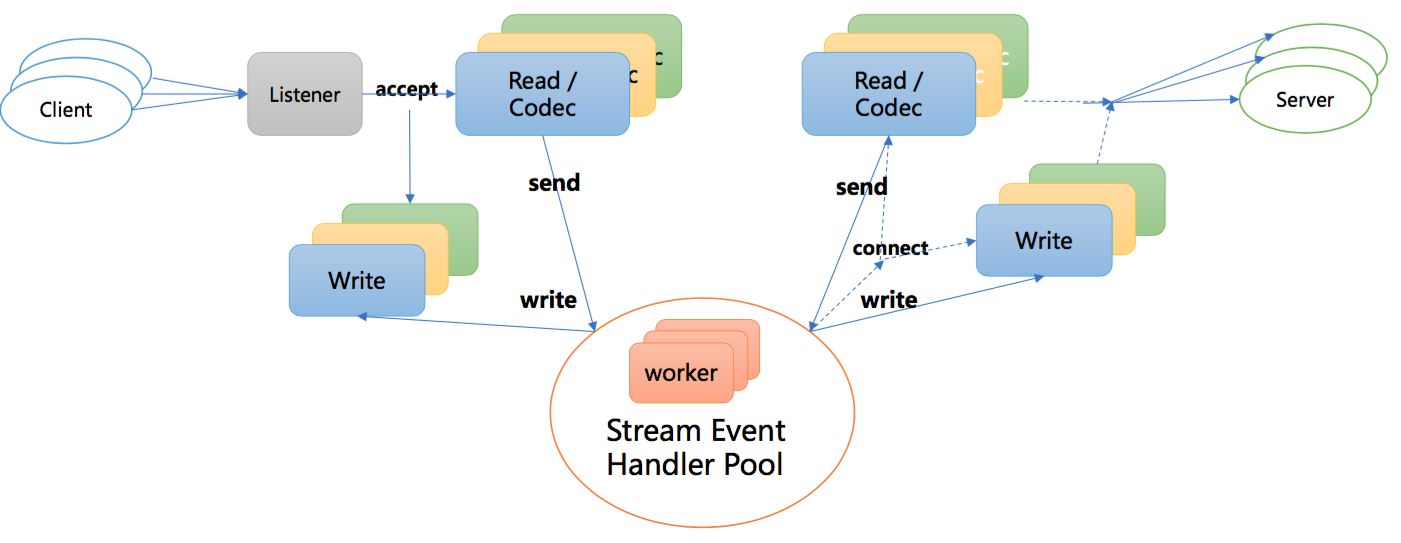 Client
Listener
accept
Read /
Codec
c
c
Read /
Codec
c
c
Server
send
send
Write
connect
Write
write
write
worker
Stream Event
Handler Pool